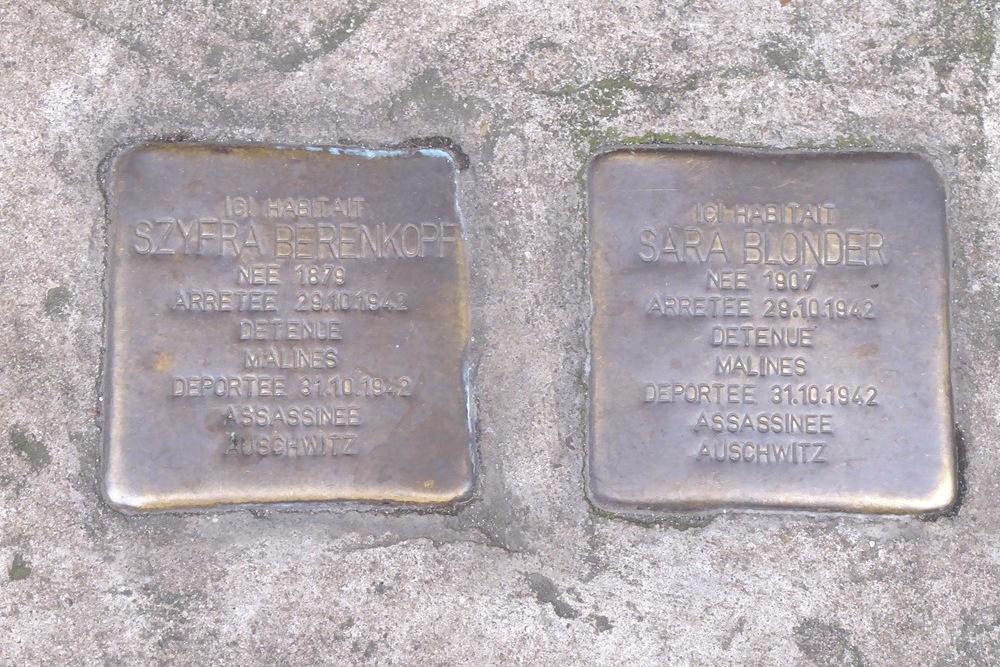 ICI HABITAIT
SZYFRA BERENKOPF
NEE 1879
ARRETEE 29.10.1942
DETENUE
MALINES
DEPORTEE 31.10.1942
ASSASSINEE
AUSCHWITZ
ICI HABITAIT
SARA BLONDER
NEE 1907
ARRETEE 29.10.1942
DETENUE
MALINES
DEPORTEE 31.10.1942
ASSASSINEE
AUSCHWITZ